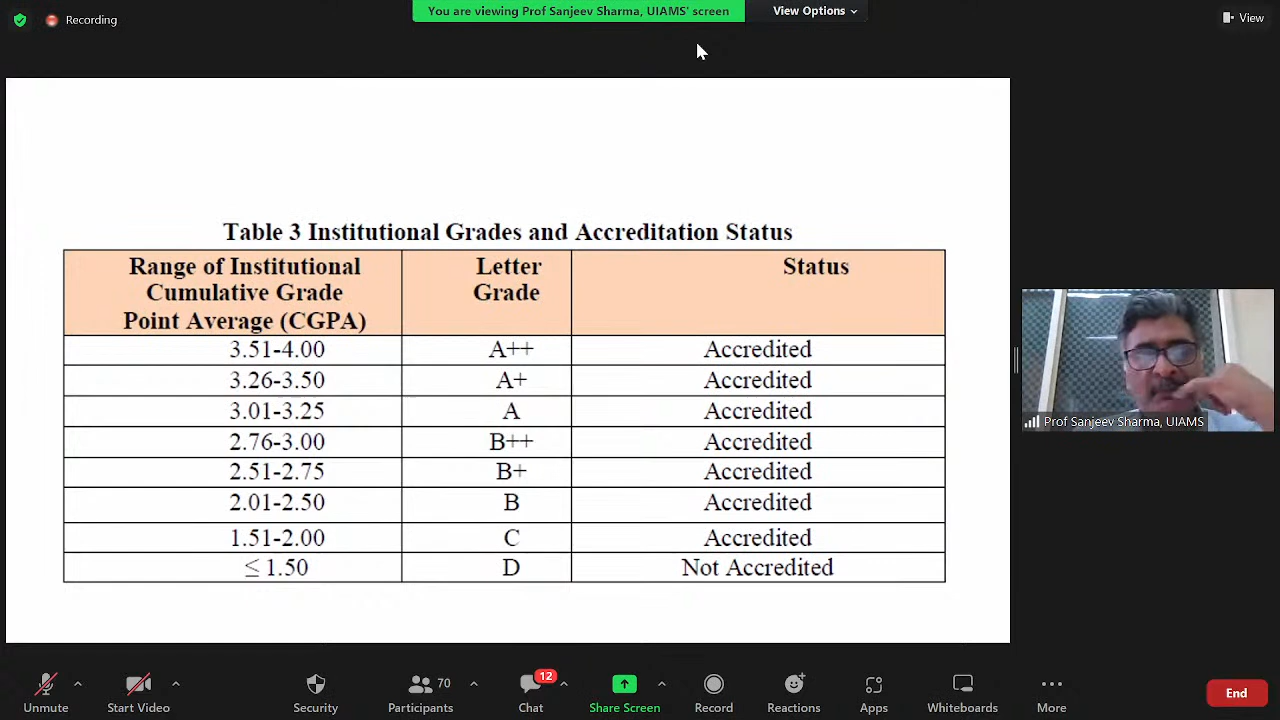 Recording
You are viewing Prof Sanjeev Sharma, UIAMS' screen
View Options
View
Table 3 Institutional Grades and Accreditation Status
Range of Institutional Cumulative Grade Point Average (CGPA) Letter Grade Status
3.51-4.00 A++ Accredited
3.26-3.50 A+ Accredited
3.01-3.25 A Accredited
2.76-3.00 B++ Accredited
2.51-2.75 B+ Accredited
2.01-2.50 B Accredited
1.51-2.00 C Accredited
≤ 1.50 D Not Accredited
Prof Sanjeev Sharma, UIAMS
Unmute
Start Video
Security
70
Participants
12
Chat
Share Screen
Record
Reactions
Apps
Whiteboards
More
End